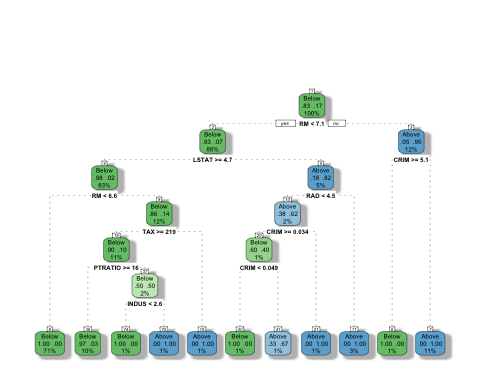 Below
.83 .17
100%
yes RM < 7.1 no
Below
.93 .07
88%
Above
.05 .95
12%
LSTAT >= 4.7
CRIM >= 5.1
Below
.98 .02
83%
Above
.18 .82
5%
RM < 6.6
RAD < 4.5
Below
.86 .14
12%
Above
.38 .62
2%
TAX >= 219
CRIM >= 0.034
Below
.90 .10
11%
Below
.60 .40
1%
PTRATIO >= 16
CRIM < 0.049
Below
.50 .50
2%
INDUS < 2.6
Below
1.00 .00
71%
Below
.97 .03
10%
Below
1.00 .00
1%
Above
.00 1.00
1%
Above
.00 1.00
1%
Below
1.00 .00
1%
Above
.33 .67
1%
Above
.00 1.00
1%
Above
.00 1.00
3%
Below
1.00 .00
1%
Above
.00 1.00
11%